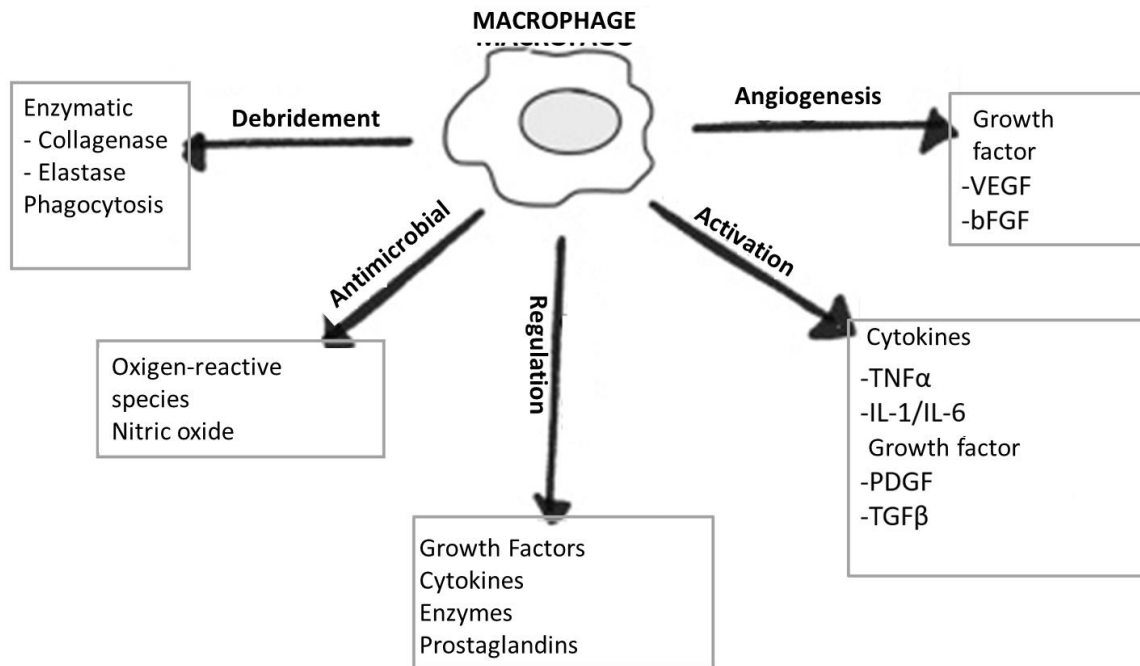 MACROPHAGE
Debridement
Enzymatic
- Collagenase
- Elastase
Phagocytosis
Angiogenesis
Growth
factor
-VEGF
-bFGF
Antimicrobial
Oxigen-reactive
species
Nitric oxide
Regulation
Growth Factors
Cytokines
Enzymes
Prostaglandins
Activation
Cytokines
-TNFα
-IL-1/IL-6
Growth factor
-PDGF
-TGFβ